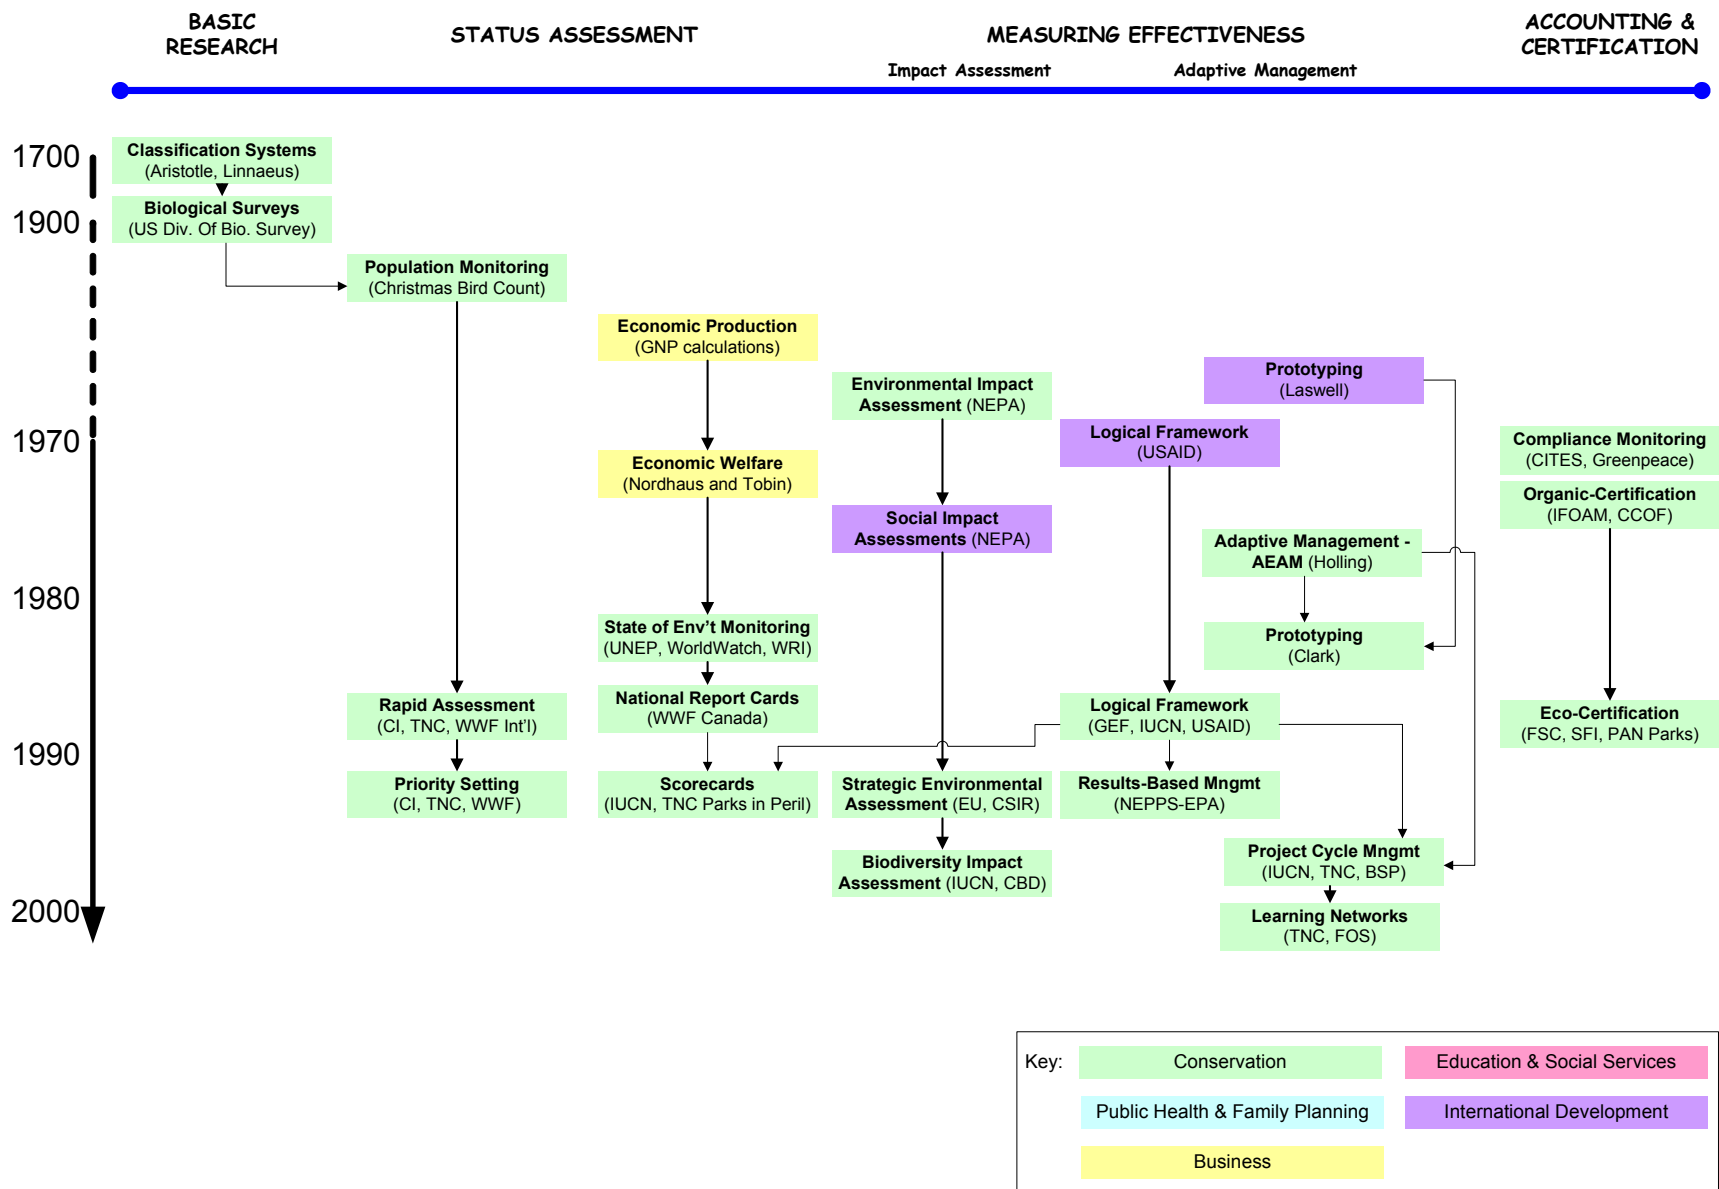 BASIC
RESEARCH
STATUS ASSESSMENT
MEASURING EFFECTIVENESS
ACCOUNTING &
CERTIFICATION
Impact Assessment
Adaptive Management
1700
1900
1970
1980
1990
2000
Classification Systems
(Aristotle, Linnaeus)
Biological Surveys
(US Div. Of Bio. Survey)
Population Monitoring
(Christmas Bird Count)
Rapid Assessment
(CI, TNC, WWF Int'l)
Priority Setting
(CI, TNC, WWF)
Economic Production
(GNP calculations)
Economic Welfare
(Nordhaus and Tobin)
State of Env't Monitoring
(UNEP, WorldWatch, WRI)
National Report Cards
(WWF Canada)
Scorecards
(IUCN, TNC Parks in Peril)
Environmental Impact
Assessment (NEPA)
Social Impact
Assessments (NEPA)
Strategic Environmental
Assessment (EU, CSIR)
Biodiversity Impact
Assessment (IUCN, CBD)
Logical Framework
(USAID)
Logical Framework
(GEF, IUCN, USAID)
Results-Based Mngmt
(NEPPS-EPA)
Prototyping
(Laswell)
Adaptive Management -
AEAM (Holling)
Prototyping
(Clark)
Project Cycle Mngmt
(IUCN, TNC, BSP)
Learning Networks
(TNC, FOS)
Compliance Monitoring
(CITES, Greenpeace)
Organic-Certification
(IFOAM, CCOF)
Eco-Certification
(FSC, SFI, PAN Parks)
Key:
Conservation
Education & Social Services
Public Health & Family Planning
International Development
Business